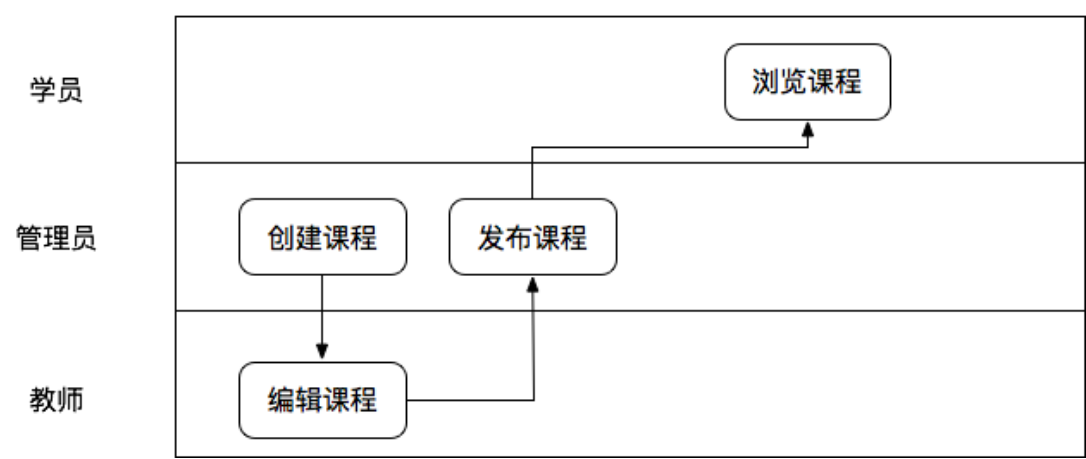 学员
浏览课程
管理员
创建课程
发布课程
教师
编辑课程